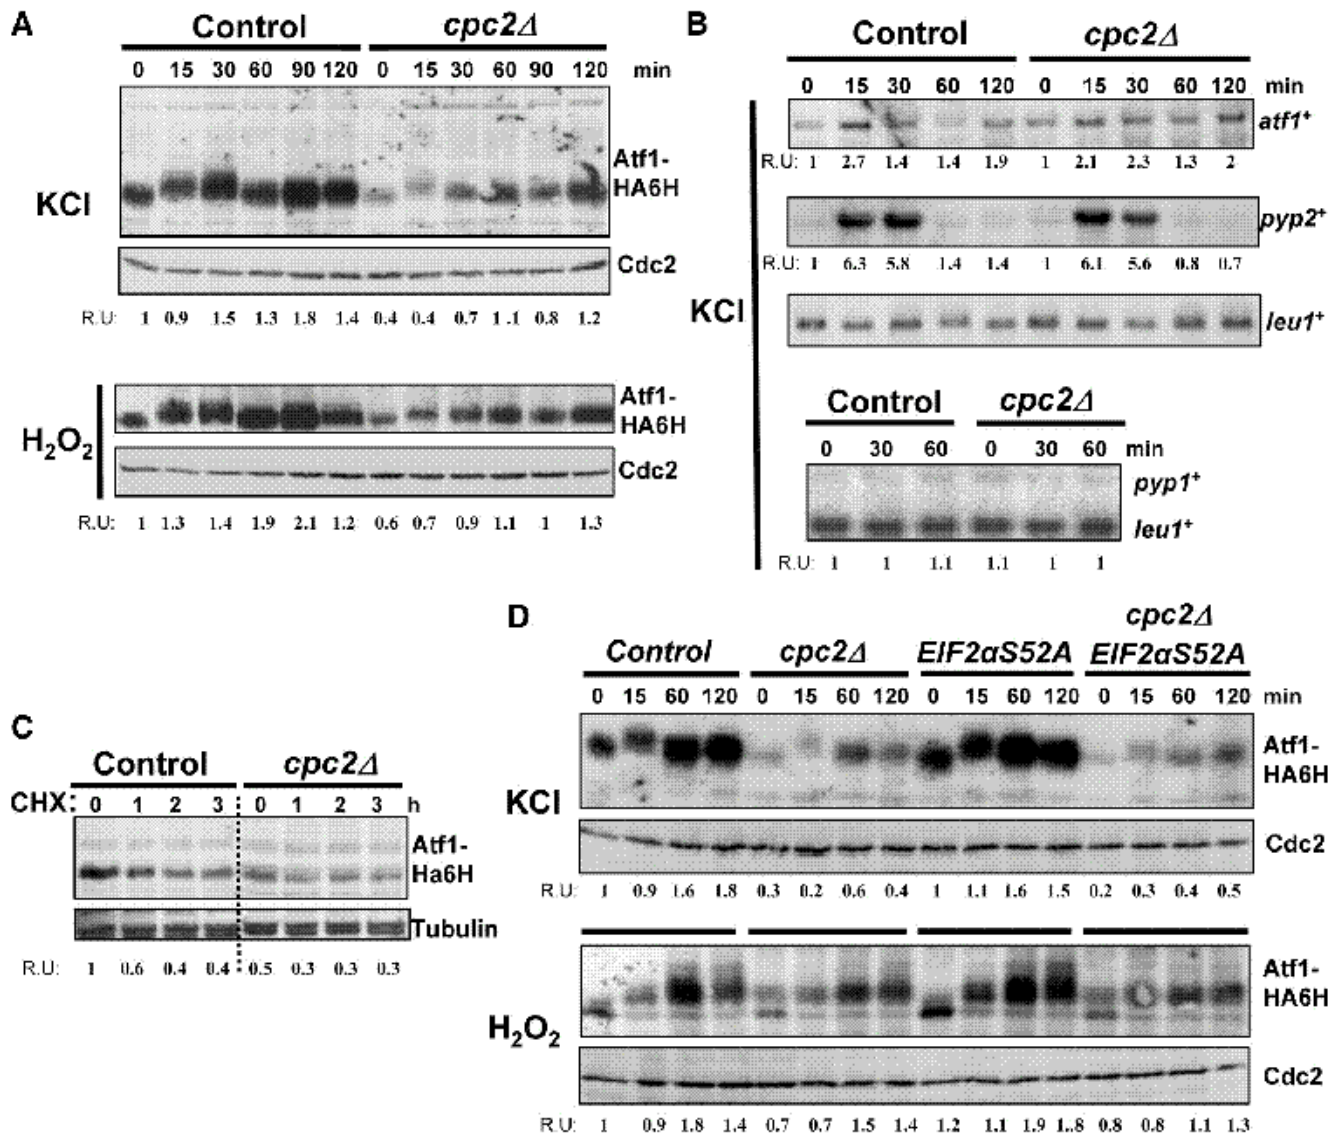 A
Control cpc2Δ
0 15 30 60 90 120 0 15 30 60 90 120 min
KCl
Atf1-
HA6H
Cdc2
R.U: 1 0.9 1.5 1.3 1.8 1.4 0.4 0.4 0.7 1.1 0.8 1.2
H2O2
Atf1-
HA6H
Cdc2
R.U: 1 1.3 1.4 1.9 2.1 1.2 0.6 0.7 0.9 1.1 1 1.3
B
Control cpc2Δ
0 15 30 60 120 0 15 30 60 120 min
atf1+
R.U: 1 2.7 1.4 1.4 1.9 1 2.1 2.3 1.3 2
pyp2+
R.U: 1 6.3 5.8 1.4 1.4 1 6.1 5.6 0.8 0.7
KCl
leu1+
Control cpc2Δ
0 30 60 0 30 60 min
pyp1+
leu1+
R.U: 1 1 1.1 1.1 1 1
C
Control cpc2Δ
CHX: 0 1 2 3 0 1 2 3 h
Atf1-
Ha6H
Tubulin
R.U: 1 0.6 0.4 0.4 0.5 0.3 0.3 0.3
D
Control cpc2Δ EIF2αS52A cpc2Δ
EIF2αS52A
0 15 60 120 0 15 60 120 0 15 60 120 0 15 60 120 min
KCl
Atf1-
HA6H
Cdc2
R.U: 1 0.9 1.6 1.8 0.3 0.2 0.6 0.4 1 1.1 1.6 1.5 0.2 0.3 0.4 0.5
H2O2
Atf1-
HA6H
Cdc2
R.U: 1 0.9 1.8 1.4 0.7 0.7 1.5 1.4 1.2 1.1 1.9 1.8 0.8 0.8 1.1 1.3